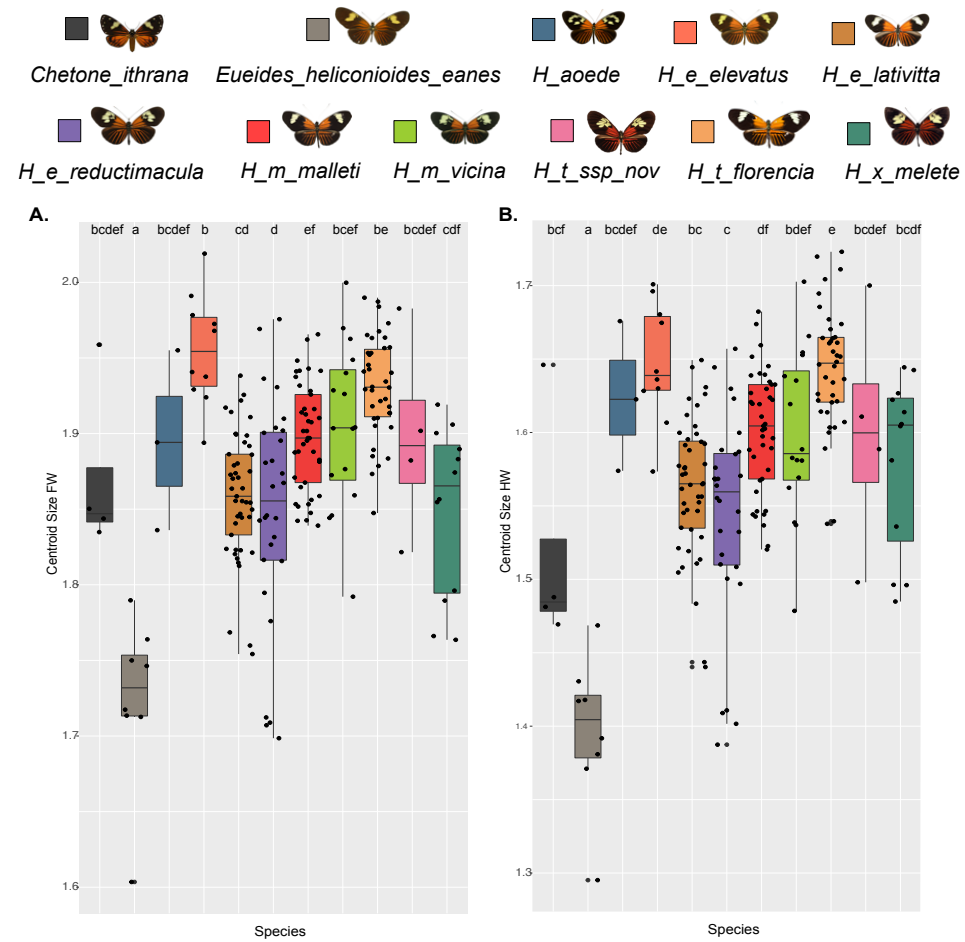 Chetone_ithrana Eueides_heliconioides_eanes H_aoede H_e_elevatus H_e_lativitta
H_e_reductimacula H_m_malleti H_m_vicina H_t_ssp_nov H_t_florencia H_x_melete
A.
bcdef a bcdef b cd d ef bcef be bcdef cdf
2.0
1.9
1.8
1.7
1.6
Centroid Size FW
Species
B.
bcf a bcdef de bc c df bdef e bcdef bcdf
1.7
1.6
1.5
1.4
1.3
Centroid Size HW
Species